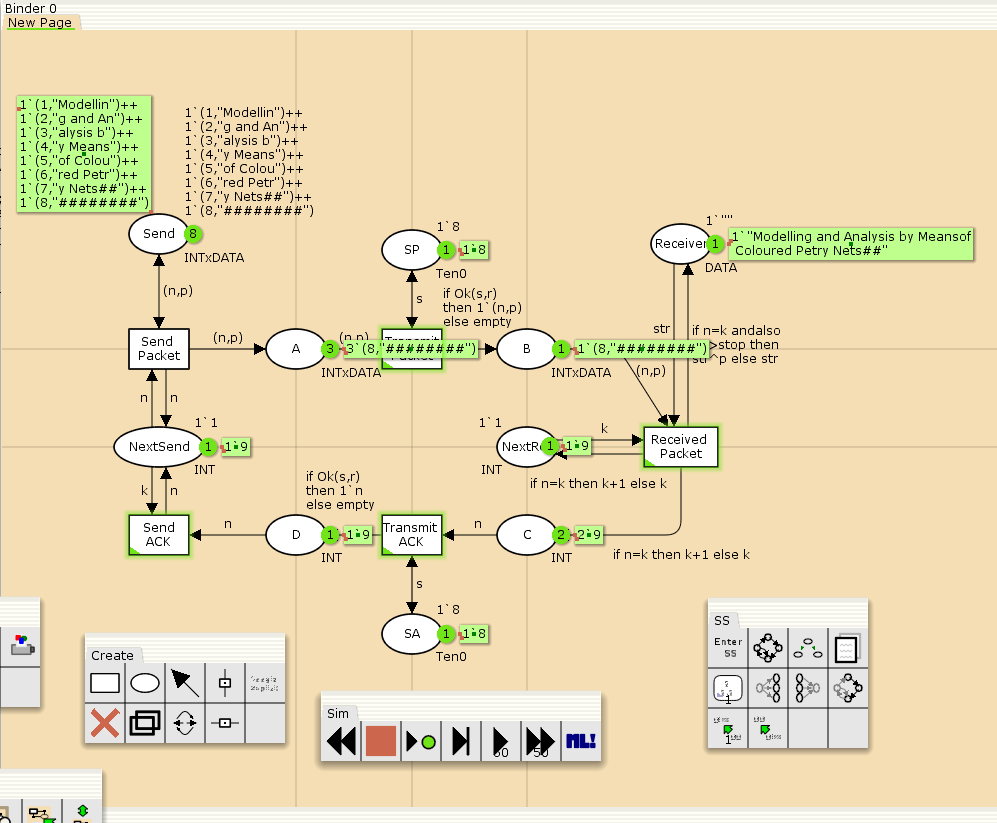 Binder 0
New Page
1`(1,"Modellin")++
1`(2,"g and An")++
1`(3,"alysis b")++
1`(4,"y Means")++
1`(5,"of Colou")++
1`(6,"red Petr")++
1`(7,"y Nets##")++
1`(8,"########")
1`(1,"Modellin")++
1`(2,"g and An")++
1`(3,"alysis b")++
1`(4,"y Means")++
1`(5,"of Colou")++
1`(6,"red Petr")++
1`(7,"y Nets##")++
1`(8,"########")
Send
8
INTxDATA
(n,p)
1`8
SP
1
1`8
Ten0
s
if Ok(s,r)
then 1`(n,p)
else empty
1`""
Receiver
1
1`"Modelling and Analysis by Meansof
Coloured Petry Nets##"
DATA
str
if n=k andalso
>stop then
str^p else str
Send
Packet
(n,p)
A
3
3`(8,"########")
INTxDATA
(n,p)
B
1
1`(8,"########")
INTxDATA
(n,p)
n
n
1`1
NextSend
1
1`9
INT
1`1
1
1`9
INT
k
Received
Packet
if n=k then k+1 else k
k
n
if Ok(s,r)
then 1`n
else empty
Send
ACK
n
D
1
1`9
INT
Transmit
ACK
n
C
2
2`9
INT
if n=k then k+1 else k
s
1`8
SA
1
1`8
Ten0
Create
Sim
50
50
ML!
SS
Enter
SS
1
1